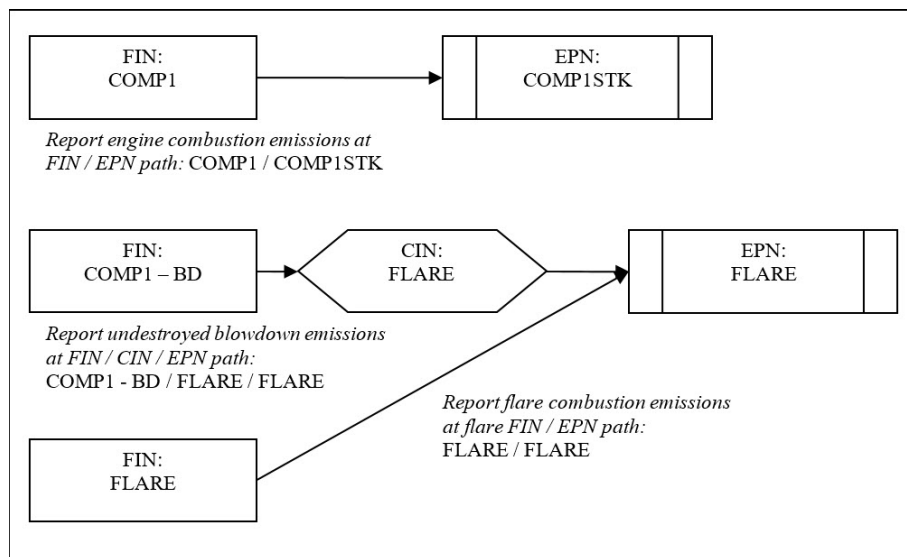 FIN:
COMP1
EPN:
COMP1STK
Report engine combustion emissions at
FIN / EPN path: COMP1 / COMP1STK
FIN:
COMP1 – BD
CIN:
FLARE
EPN:
FLARE
Report undestroyed blowdown emissions
at FIN / CIN / EPN path:
COMP1 - BD / FLARE / FLARE
Report flare combustion emissions
at flare FIN / EPN path:
FLARE / FLARE
FIN:
FLARE